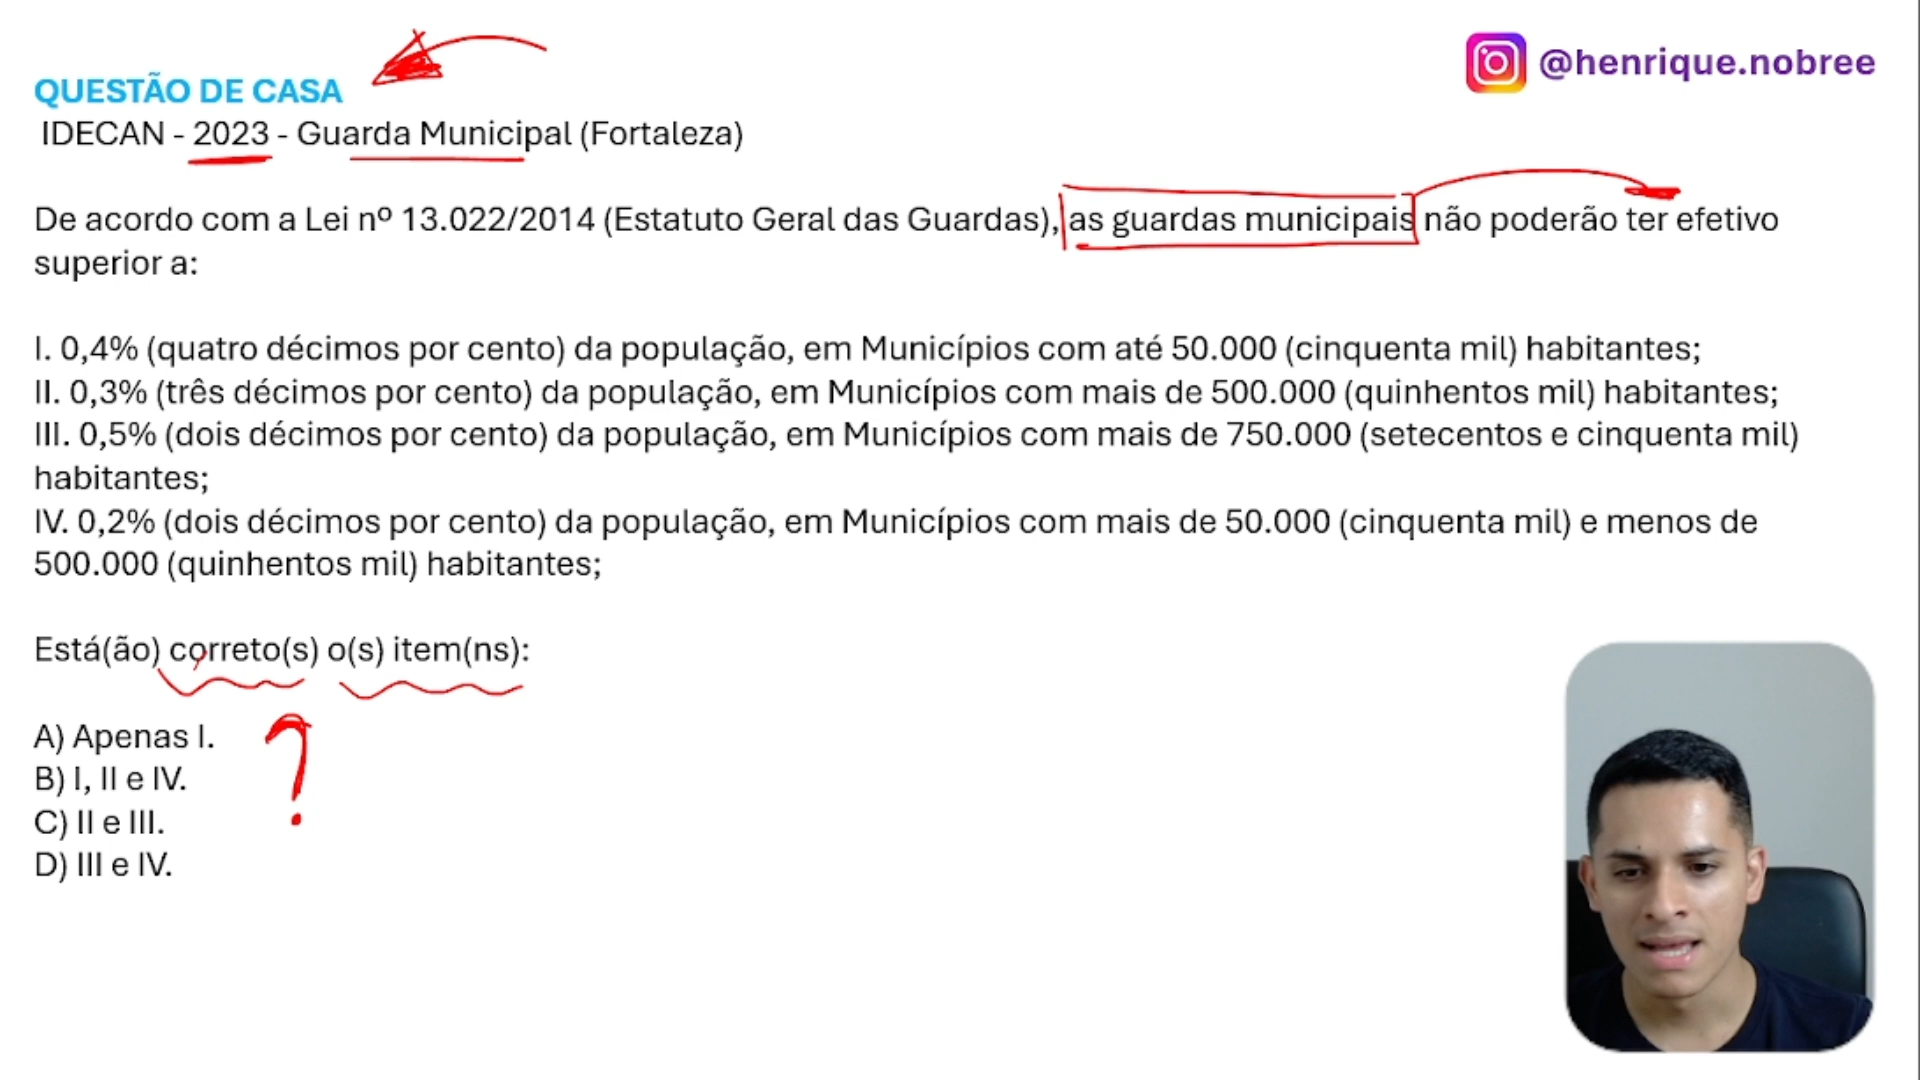 @henrique.nobree
QUESTÃO DE CASA
IDECAN - 2023 - Guarda Municipal (Fortaleza)
De acordo com a Lei nº 13.022/2014 (Estatuto Geral das Guardas), as guardas municipais não poderão ter efetivo
superior a:
I. 0,4% (quatro décimos por cento) da população, em Municípios com até 50.000 (cinquenta mil) habitantes;
II. 0,3% (três décimos por cento) da população, em Municípios com mais de 500.000 (quinhentos mil) habitantes;
III. 0,5% (dois décimos por cento) da população, em Municípios com mais de 750.000 (setecentos e cinquenta mil)
habitantes;
IV. 0,2% (dois décimos por cento) da população, em Municípios com mais de 50.000 (cinquenta mil) e menos de
500.000 (quinhentos mil) habitantes;
Está(ão) correto(s) o(s) item(ns):
A) Apenas I.
B) I, II e IV.
C) II e III.
D) III e IV.
?